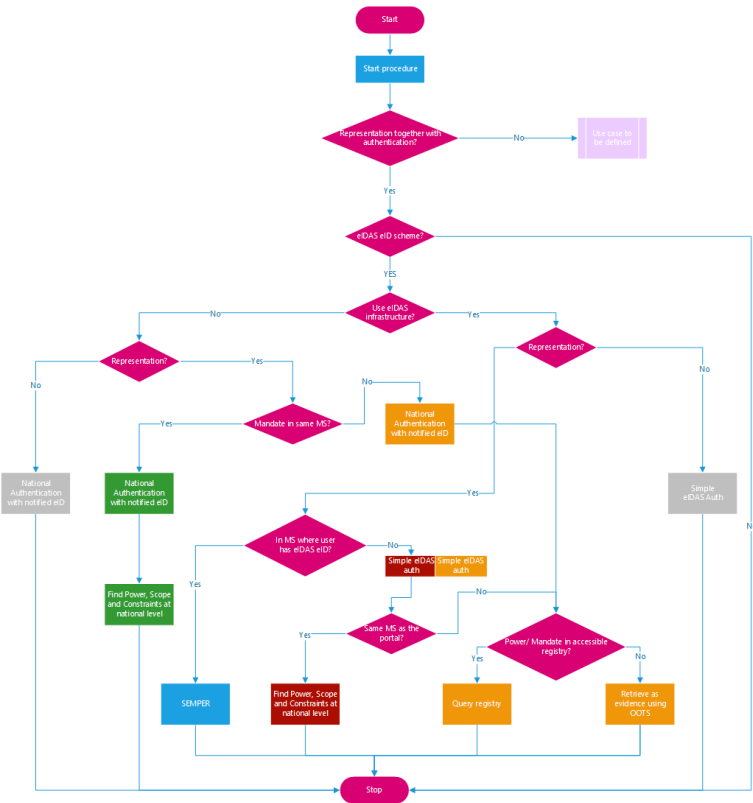 Start
Start procedure
Representation together with
authentication?
No
Use case to
be defined
Yes
eIDAS eID scheme?
YES
Use eIDAS
infrastructure?
No
Yes
Representation?
Representation?
No
Yes
No
No
Mandate in same MS?
Yes
National
Authentication
with notified eID
National
Authentication
with notified eID
National
Authentication
with notified eID
Simple
eIDAS Auth
Yes
N
In MS where user
has eIDAS eID?
No
Simple eIDAS
auth
Simple eIDAS
auth
Yes
Find Power, Scope
and Constraints at
national level
No
Same MS as the
portal?
Yes
Power/ Mandate in accessible
registry?
Yes
No
SEMPER
Find Power, Scope
and Constraints at
national level
Query registry
Retrieve as
evidence using
OOTS
Stop